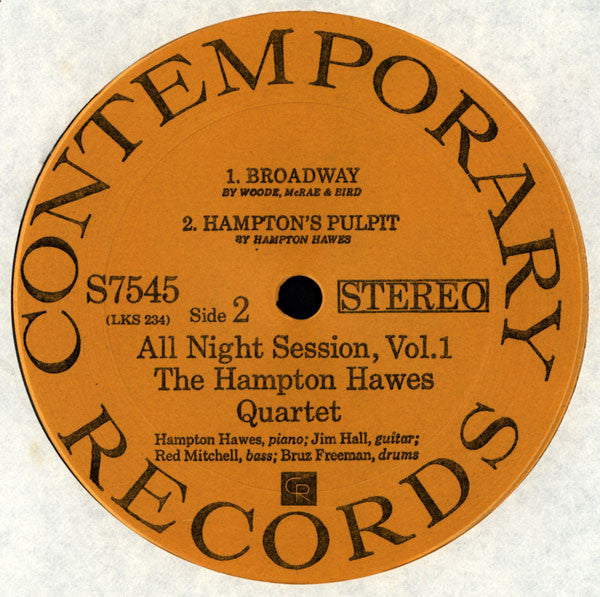 CONTEMPORARY
1. BROADWAY
BY WOODE, McRAE & BIRD
2. HAMPTON'S PULPIT
BY HAMPTON HAWES
S7545
(LKS 234)
Side 2
STEREO
All Night Session, Vol.1
The Hampton Hawes
Quartet
Hampton Hawes, piano; Jim Hall, guitar;
Red Mitchell, bass; Bruz Freeman, drums
CR
RECORDS